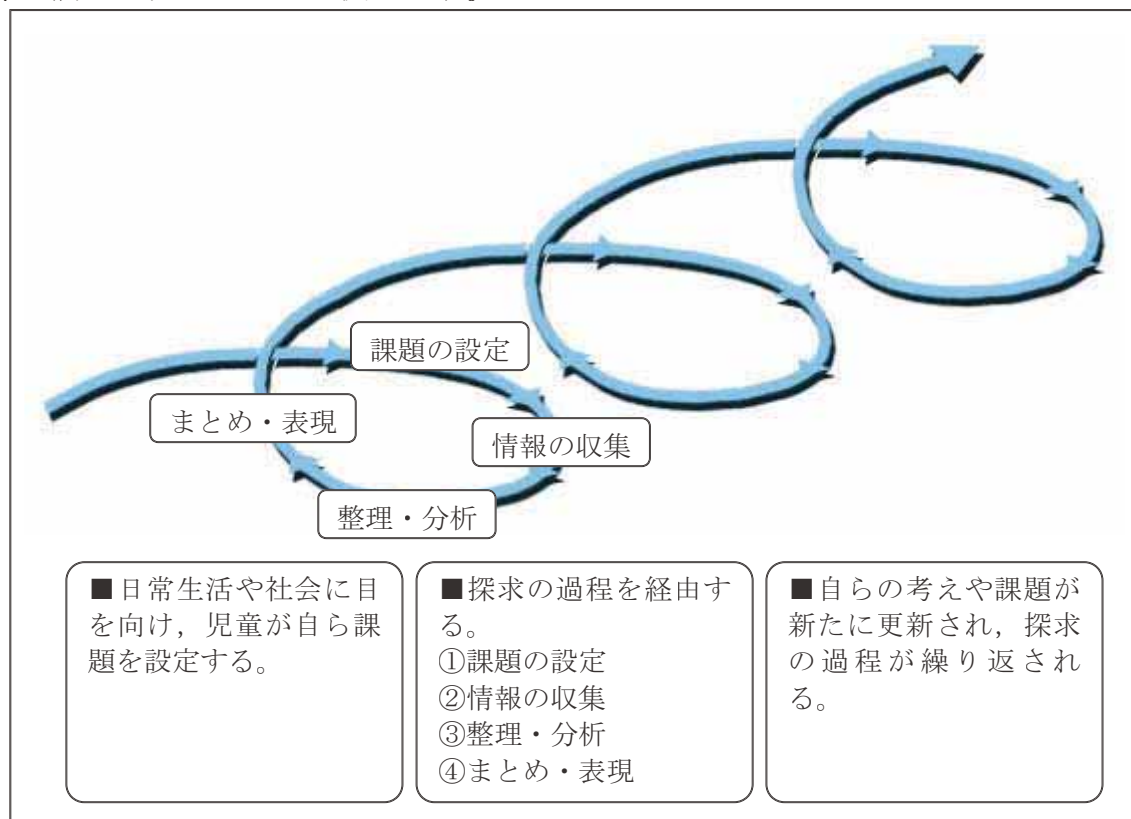 課題の設定
まとめ・表現
情報の収集
整理・分析
■日常生活や社会に目
を向け，児童が自ら課
題を設定する。
■探求の過程を経由す
る。
①課題の設定
②情報の収集
③整理・分析
④まとめ・表現
■自らの考えや課題が
新たに更新され，探求
の過程が繰り返され
る。